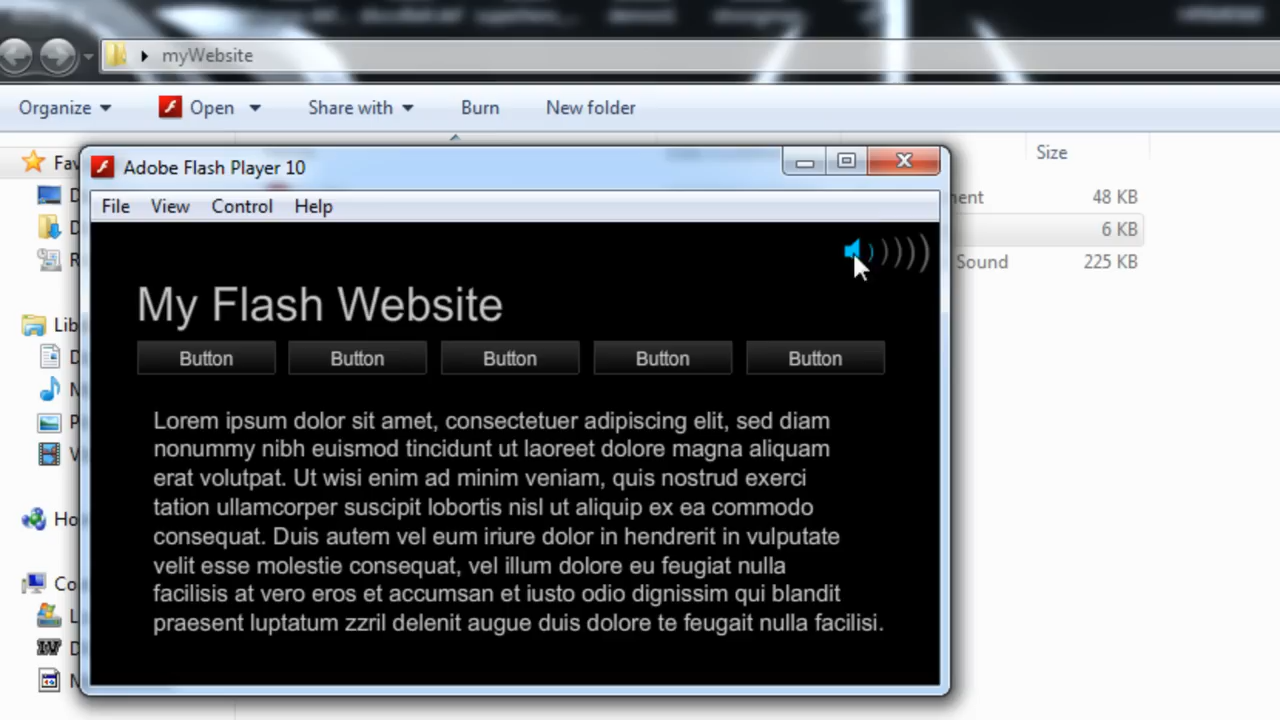 myWebsite
Organize Open Share with Burn New folder
Size
Fav
Adobe Flash Player 10
File View Control Help
ment 48 KB
6 KB
Sound 225 KB
My Flash Website
Button Button Button Button Button
Lorem ipsum dolor sit amet, consectetuer adipiscing elit, sed diam
nonummy nibh euismod tincidunt ut laoreet dolore magna aliquam
erat volutpat. Ut wisi enim ad minim veniam, quis nostrud exerci
tation ullamcorper suscipit lobortis nisl ut aliquip ex ea commodo
consequat. Duis autem vel eum iriure dolor in hendrerit in vulputate
velit esse molestie consequat, vel illum dolore eu feugiat nulla
facilisis at vero eros et accumsan et iusto odio dignissim qui blandit
praesent luptatum zzril delenit augue duis dolore te feugait nulla facilisi.
Lib
Ho
Co